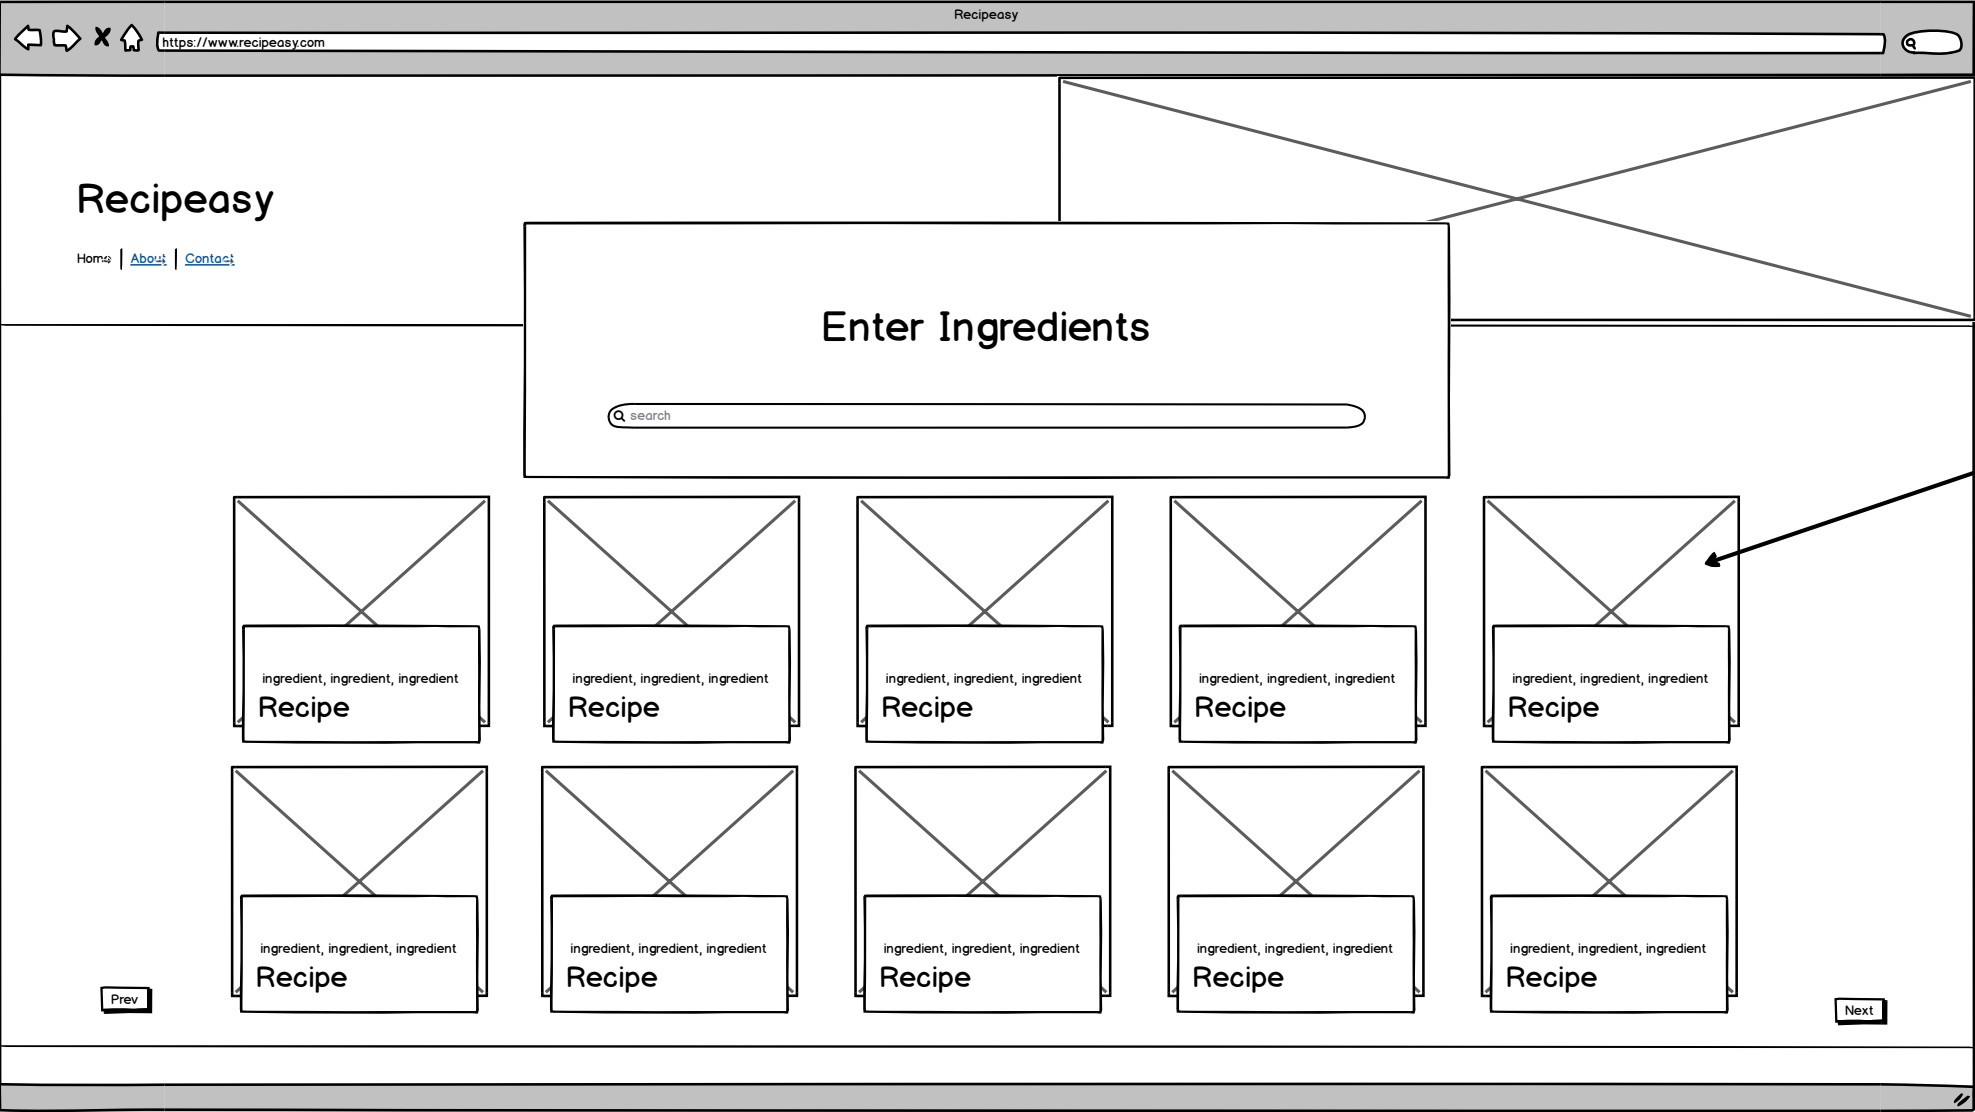 Recipeasy
https://www.recipeasy.com
Recipeasy
Home | About | Contact
Enter Ingredients
search
ingredient, ingredient, ingredient
Recipe
ingredient, ingredient, ingredient
Recipe
ingredient, ingredient, ingredient
Recipe
ingredient, ingredient, ingredient
Recipe
ingredient, ingredient, ingredient
Recipe
ingredient, ingredient, ingredient
Recipe
ingredient, ingredient, ingredient
Recipe
ingredient, ingredient, ingredient
Recipe
ingredient, ingredient, ingredient
Recipe
ingredient, ingredient, ingredient
Recipe
Prev
Next